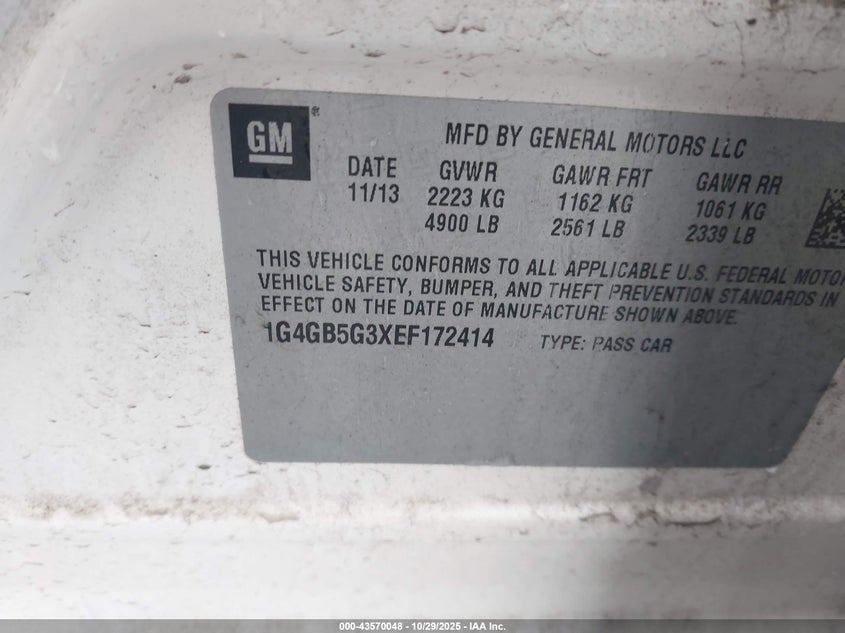 GM®
MFD BY GENERAL MOTORS LLC
DATE GVWR GAWR FRT GAWR RR
11/13 2223 KG 1162 KG 1061 KG
4900 LB 2561 LB 2339 LB
THIS VEHICLE CONFORMS TO ALL APPLICABLE U.S. FEDERAL MOTOR
VEHICLE SAFETY, BUMPER, AND THEFT PREVENTION STANDARDS IN
EFFECT ON THE DATE OF MANUFACTURE SHOWN ABOVE.
1G4GB5G3XEF172414 TYPE: PASS CAR
000-43570048 - 10/29/2025 - IAA Inc.